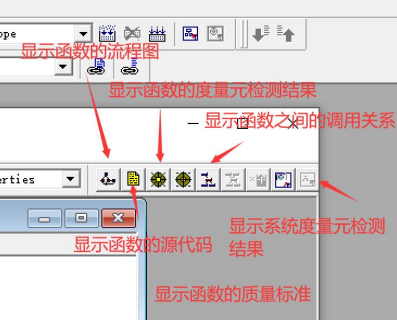 ope
显示函数的流程图
显示函数的度量元检测结果
显示函数之间的调用关系
erties
显示函数的源代码
显示系统度量元检测
结果
显示函数的质量标准